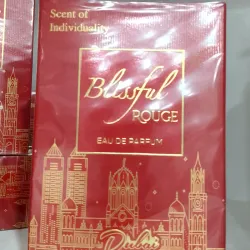 Scent of
Individuality
Blissful
ROUGE
EAU DE PARFUM